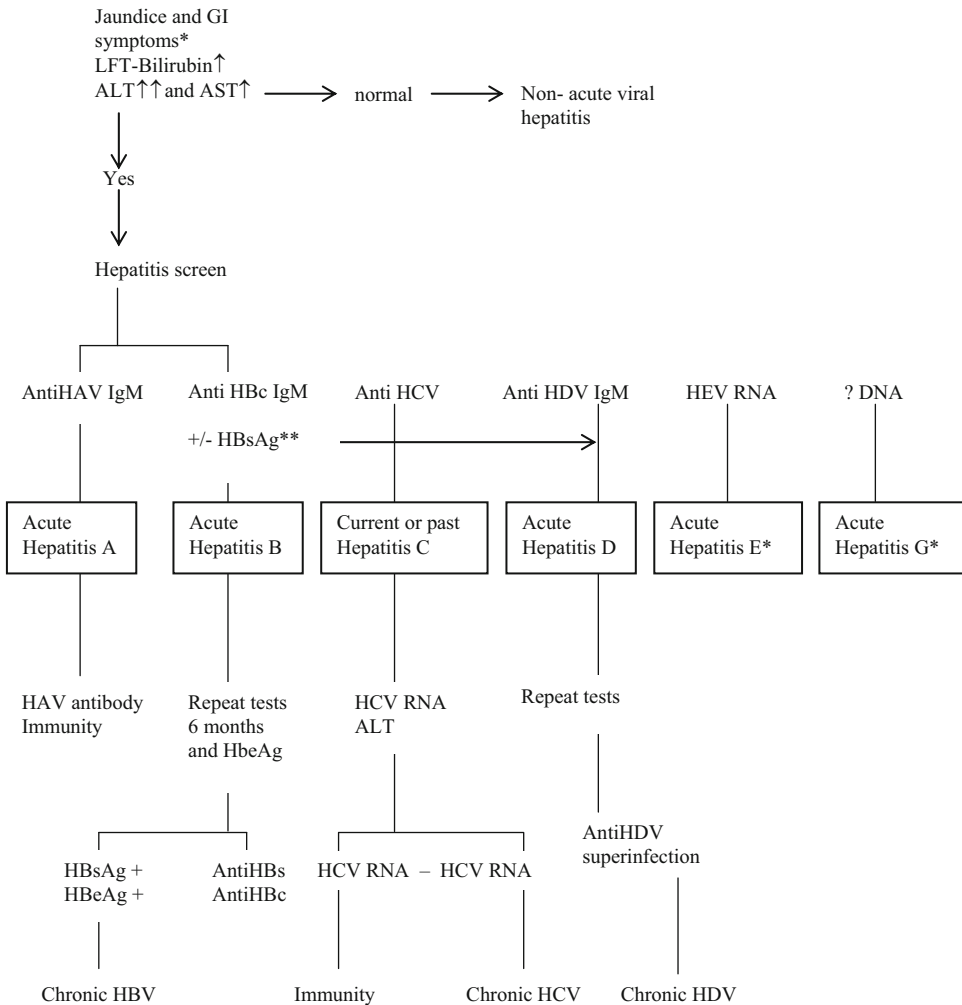 Jaundice and GI
symptoms*
LFT-Bilirubin↑
ALT↑↑ and AST↑
normal
Non- acute viral
hepatitis
Yes
Hepatitis screen
AntiHAV IgM
Anti HBc IgM
+/- HBsAg**
Anti HCV
Anti HDV IgM
HEV RNA
? DNA
Acute
Hepatitis A
Acute
Hepatitis B
Current or past
Hepatitis C
Acute
Hepatitis D
Acute
Hepatitis E*
Acute
Hepatitis G*
HAV antibody
Immunity
Repeat tests
6 months
and HbeAg
HCV RNA
ALT
Repeat tests
HBsAg +
HBeAg +
AntiHBs
AntiHBc
HCV RNA – HCV RNA
AntiHDV
superinfection
Chronic HBV
Immunity
Chronic HCV
Chronic HDV